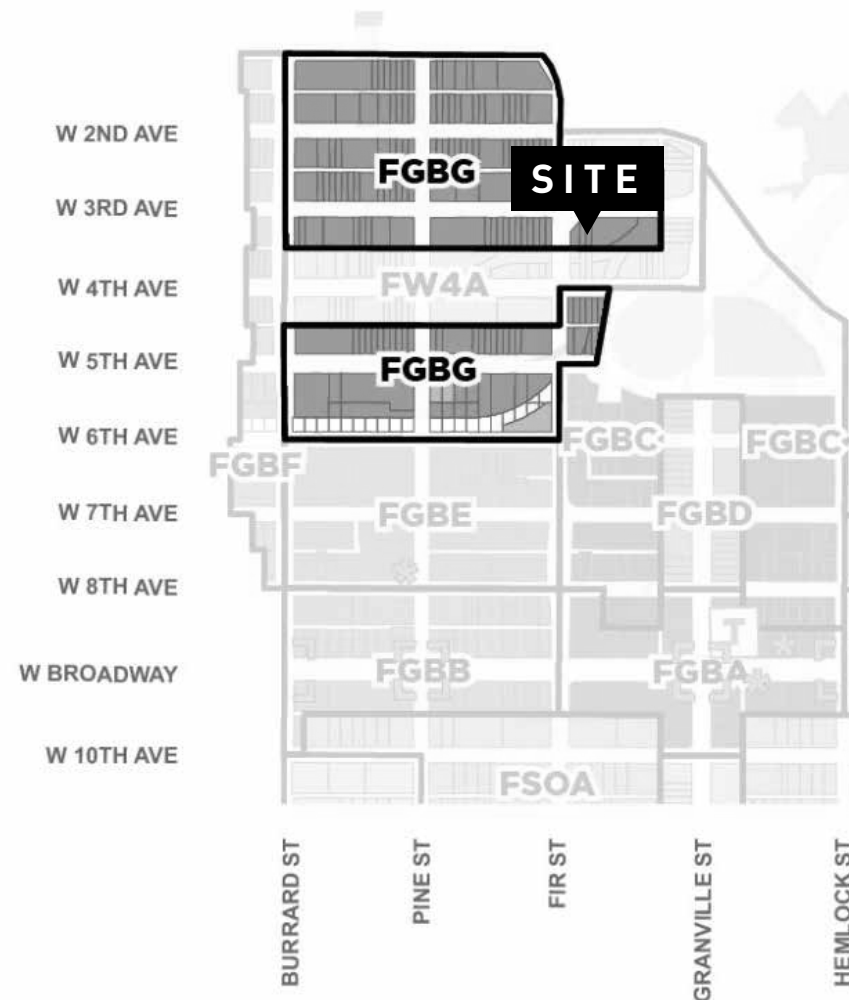 W 2ND AVE
FGBG
SITE
W 3RD AVE
W 4TH AVE
FW4A
W 5TH AVE
FGBG
W 6TH AVE
FGBC
FGBC
FGBF
W 7TH AVE
FGBE
FGBD
W 8TH AVE
T
W BROADWAY
FGBB
FGBA
W 10TH AVE
FSOA
BURRARD ST
PINE ST
FIR ST
GRANVILLE ST
HEMLOCK ST